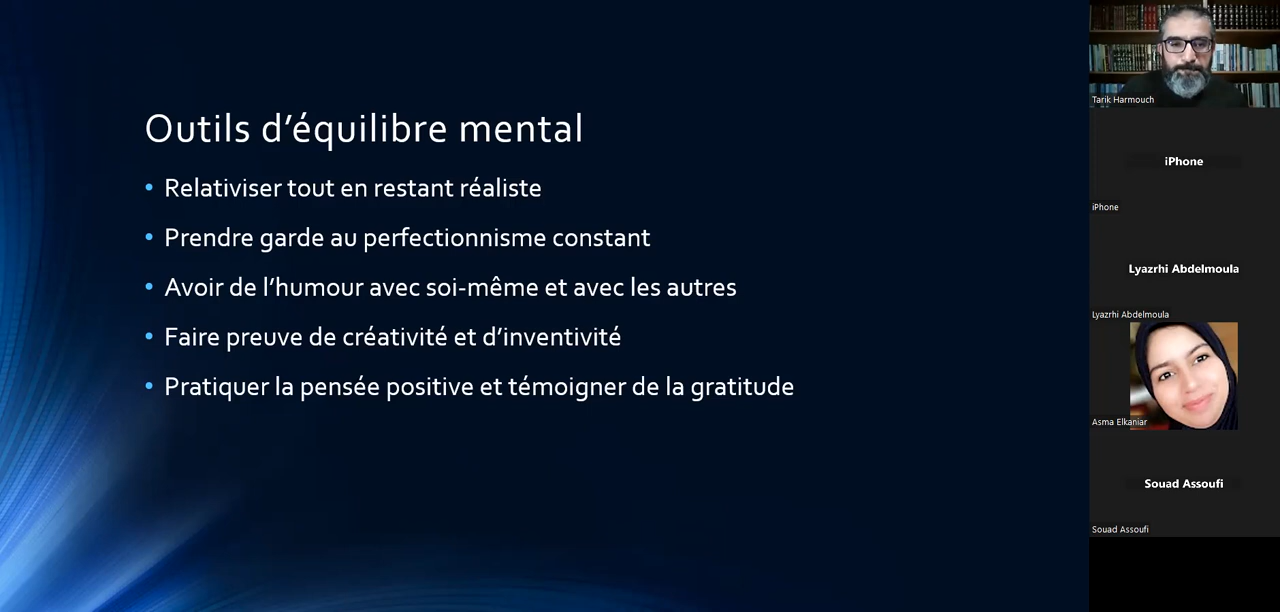 Outils d’équilibre mental
• Relativiser tout en restant réaliste
• Prendre garde au perfectionnisme constant
• Avoir de l’humour avec soi-même et avec les autres
• Faire preuve de créativité et d’inventivité
• Pratiquer la pensée positive et témoigner de la gratitude
Tarik Harmouch
iPhone
iPhone
Lyazrhi Abdelmoula
Lyazrhi Abdelmoula
Asma Elkaniar
Souad Assoufi
Souad Assoufi